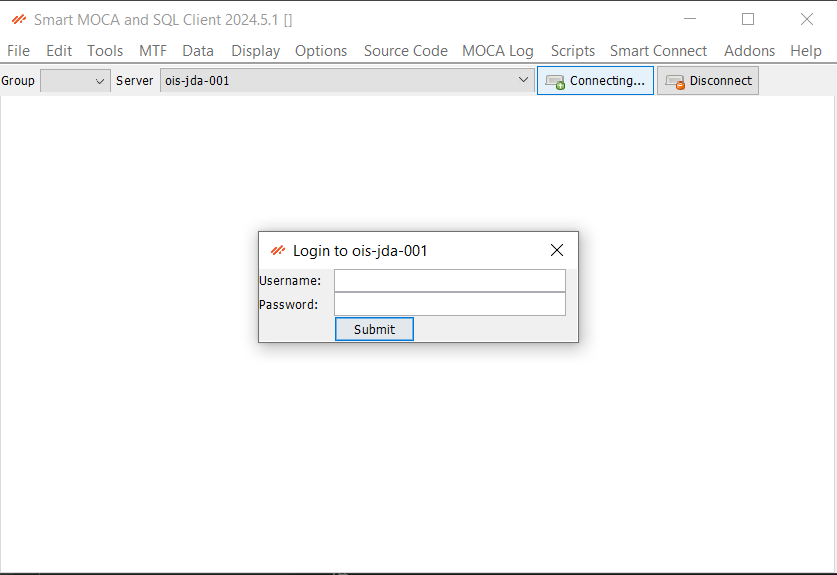 Smart MOCA and SQL Client 2024.5.1 []
File Edit Tools MTF Data Display Options Source Code MOCA Log Scripts Smart Connect Addons Help
Group Server ois-jda-001 Connecting... Disconnect
Login to ois-jda-001
Username:
Password:
Submit